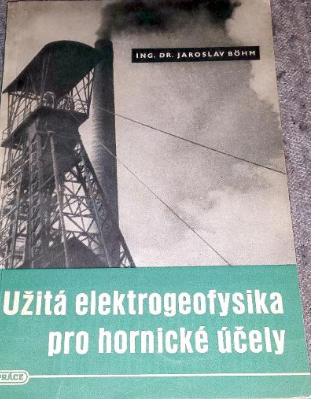 ING. DR. JAROSLAV BÖHM
Užitá elektrogeofysika
pro hornické účely
PRÁCE